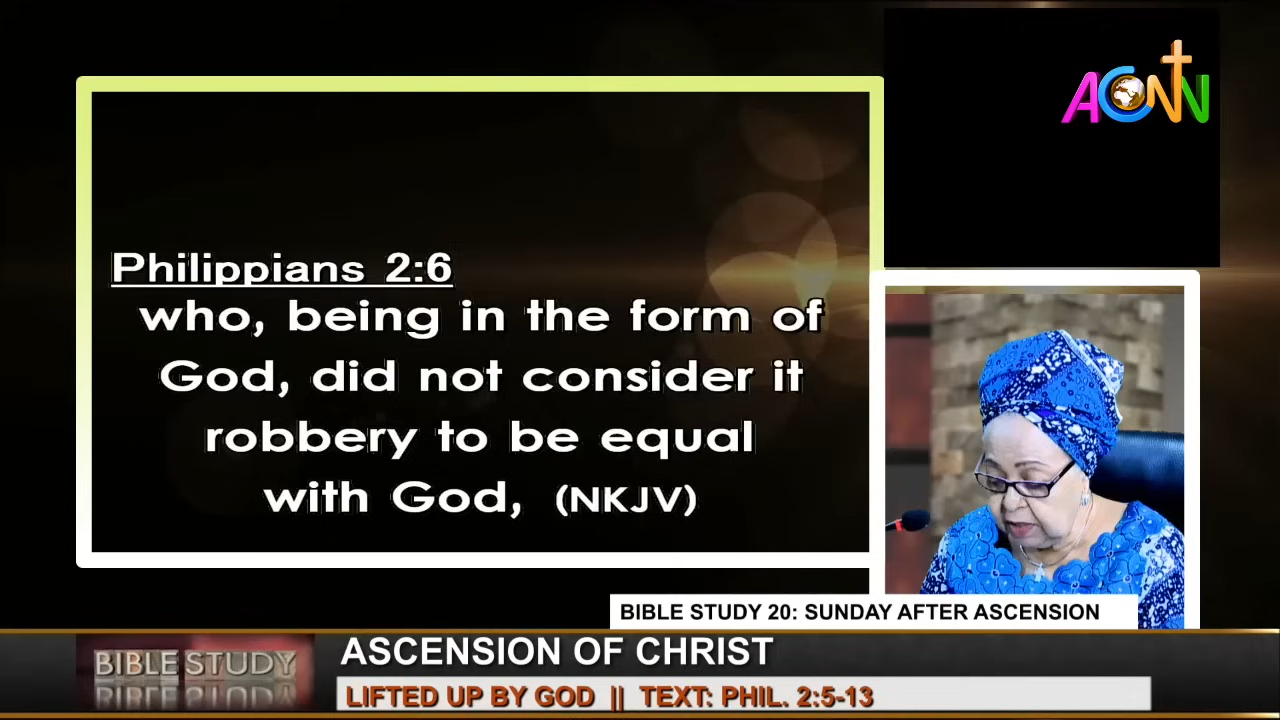 ACNN
Philippians 2:6
who, being in the form of
God, did not consider it
robbery to be equal
with God, (NKJV)
BIBLE STUDY 20: SUNDAY AFTER ASCENSION
BIBLE STUDY
ASCENSION OF CHRIST
LIFTED UP BY GOD || TEXT: PHIL. 2:5-13